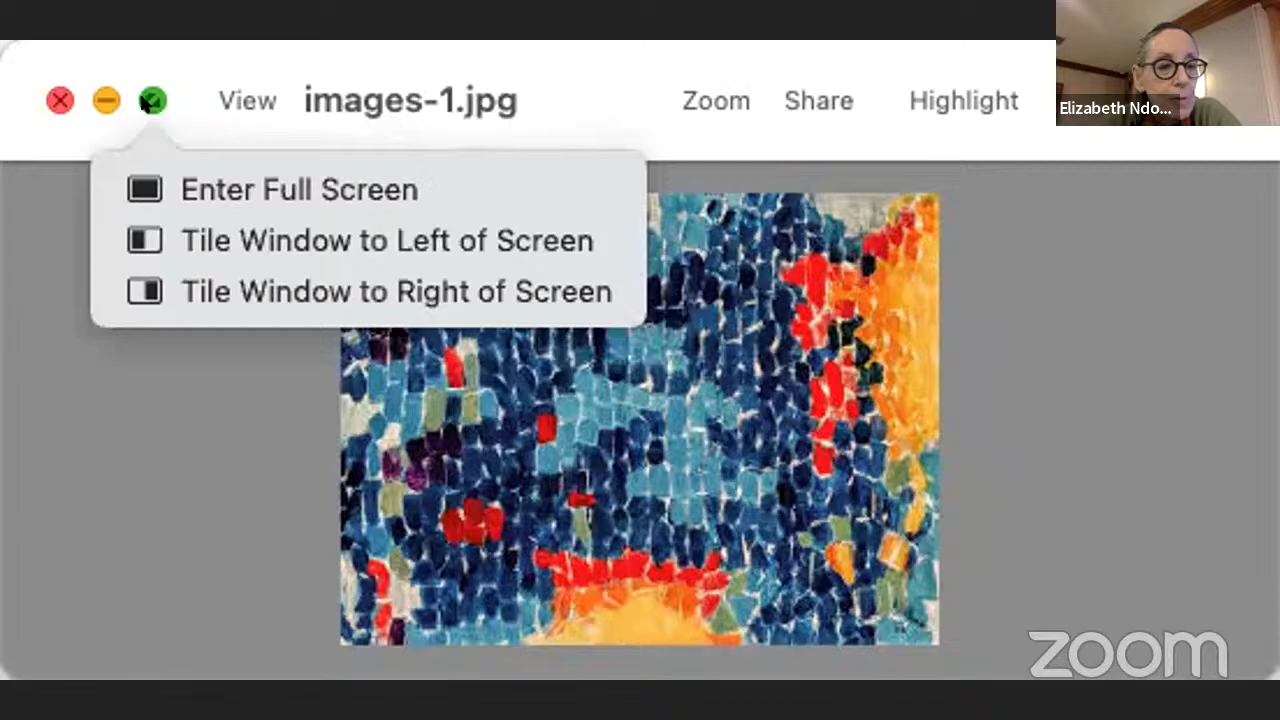 View images-1.jpg Zoom Share Highlight
Elizabeth Ndo...
Enter Full Screen
Tile Window to Left of Screen
Tile Window to Right of Screen
zoom